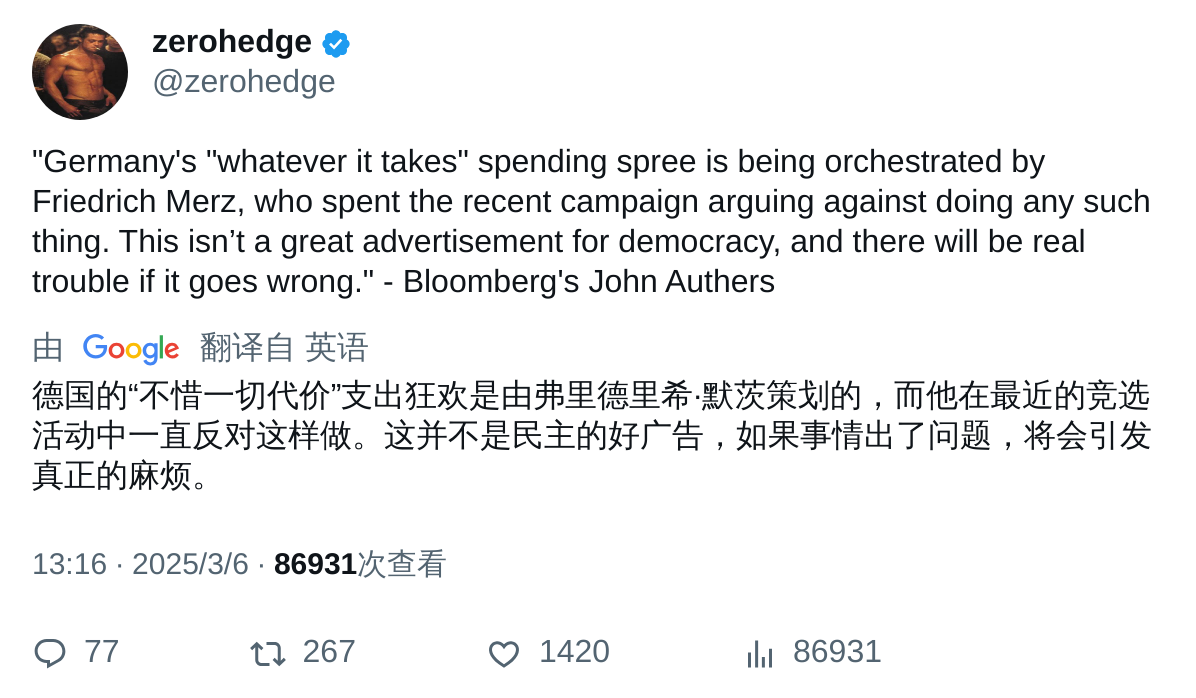 zerohedge
@zerohedge
"Germany's "whatever it takes" spending spree is being orchestrated by
Friedrich Merz, who spent the recent campaign arguing against doing any such
thing. This isn’t a great advertisement for democracy, and there will be real
trouble if it goes wrong." - Bloomberg's John Authers
由 Google 翻译自 英语
德国的“不惜一切代价”支出狂欢是由弗里德里希·默茨策划的，而他在最近的竞选
活动中一直反对这样做。这并不是民主的好广告，如果事情出了问题，将会引发
真正的麻烦。
13:16 · 2025/3/6 · 86931次查看
77 267 1420 86931